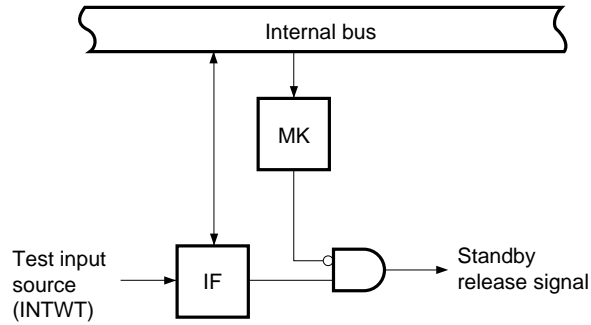 Internal bus
MK
Test input
source
(INTWT)
IF
Standby
release signal